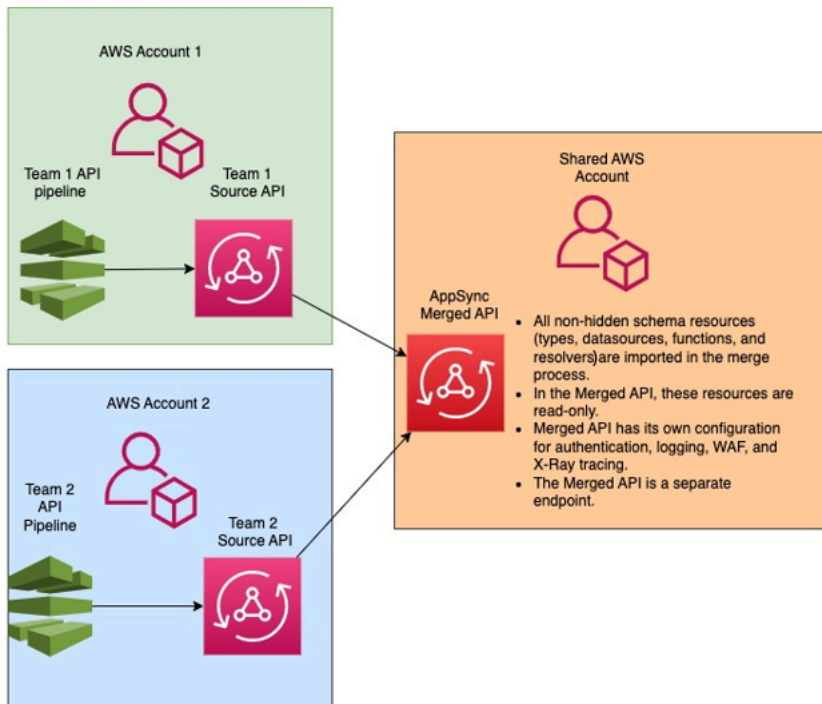 AWS Account 1
Team 1 API
pipeline
Team 1
Source API
AWS Account 2
Team 2
API
Pipeline
Team 2
Source API
Shared AWS
Account
AppSync
Merged API
• All non-hidden schema resources
(types, datasources, functions, and
resolvers)are imported in the merge
process.
• In the Merged API, these resources are
read-only.
• Merged API has its own configuration
for authentication, logging, WAF, and
X-Ray tracing.
• The Merged API is a separate
endpoint.